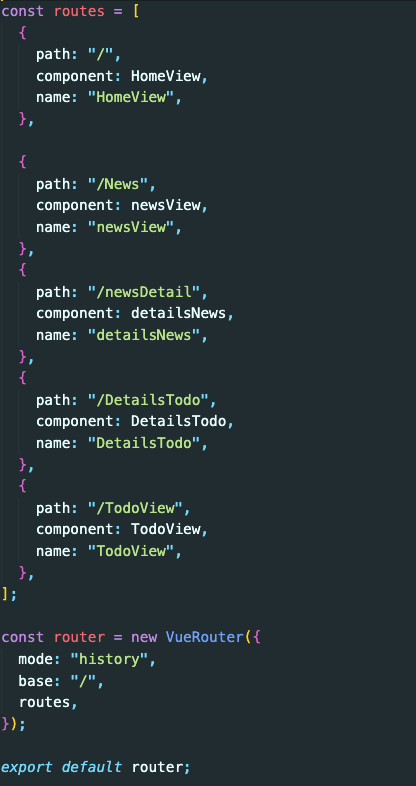 const routes = [
  {
    path: "/",
    component: HomeView,
    name: "HomeView",
  },

  {
    path: "/News",
    component: newsView,
    name: "newsView",
  },
  {
    path: "/newsDetail",
    component: detailsNews,
    name: "detailsNews",
  },
  {
    path: "/DetailsTodo",
    component: DetailsTodo,
    name: "DetailsTodo",
  },
  {
    path: "/TodoView",
    component: TodoView,
    name: "TodoView",
  },
];

const router = new VueRouter({
  mode: "history",
  base: "/",
  routes,
});

export default router;